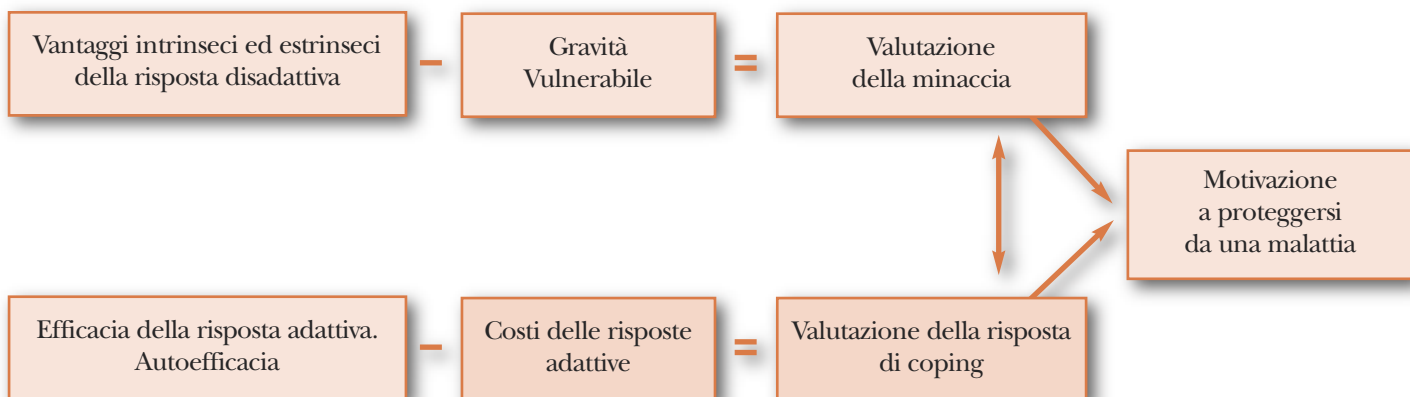 Vantaggi intrinseci ed estrinseci
della risposta disadattiva
–
Gravità
Vulnerabile
=
Valutazione
della minaccia
Motivazione
a proteggersi
da una malattia
Efficacia della risposta adattiva.
Autoefficacia
–
Costi delle risposte
adattive
=
Valutazione della risposta
di coping